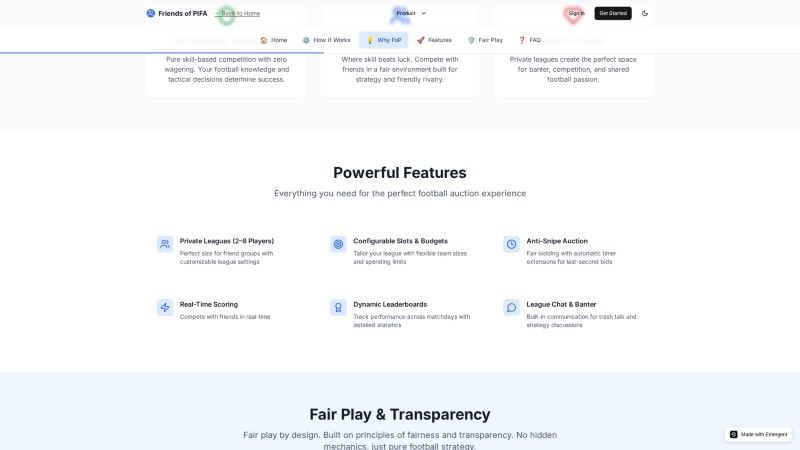 Friends of PIFA
← Back to Home
Product
Sign In
Get Started
🏠 Home
⚙️ How it Works
💡 Why FoP
🚀 Features
🛡️ Fair Play
❓ FAQ
Pure skill-based competition with zero
wagering. Your football knowledge and
tactical decisions determine success.
Where skill beats luck. Compete with
friends in a fair environment built for
strategy and friendly rivalry.
Private leagues create the perfect space
for banter, competition, and shared
football passion.
Powerful Features
Everything you need for the perfect football auction experience
Private Leagues (2–8 Players)
Perfect size for friend groups with
customizable league settings
Configurable Slots & Budgets
Tailor your league with flexible team sizes
and spending limits
Anti-Snipe Auction
Fair bidding with automatic timer
extensions for last-second bids
Real-Time Scoring
Compete with friends in real-time
Dynamic Leaderboards
Track performance across matchdays with
detailed statistics
League Chat & Banter
Built-in communication for trash talk and
strategy discussions
Fair Play & Transparency
Fair play by design. Built on principles of fairness and transparency. No hidden
mechanics, just pure football strategy.
Made with Emergent